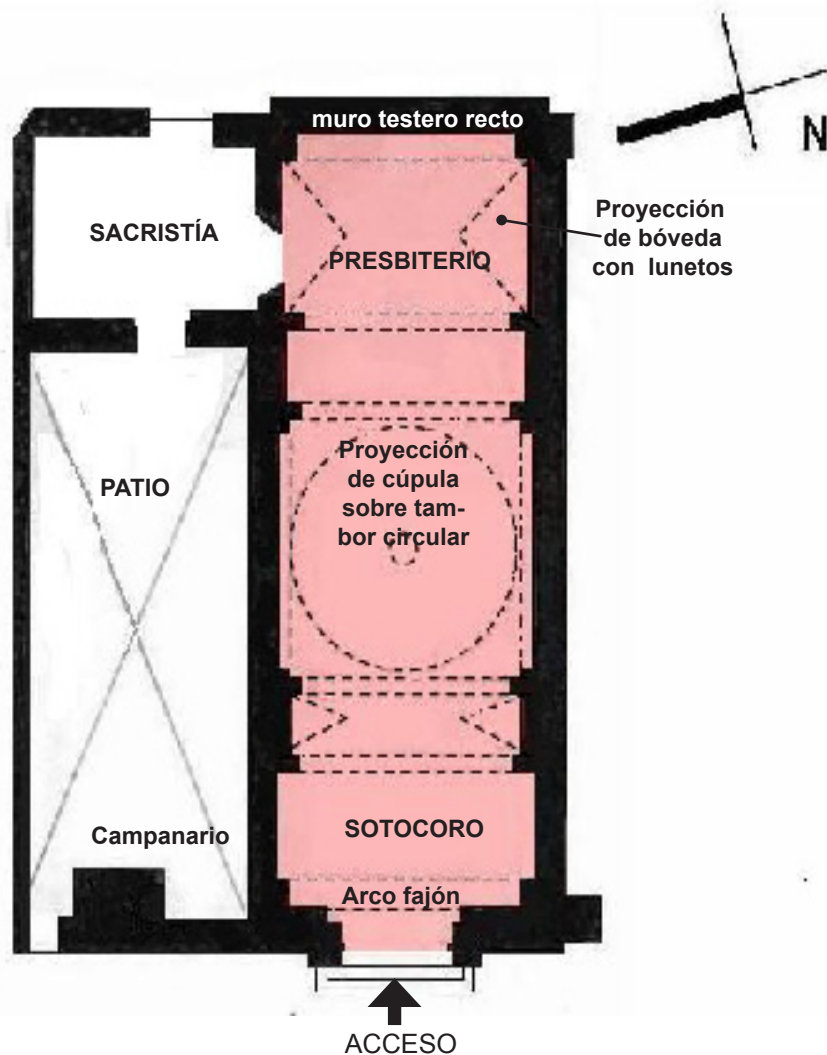 muro testero recto
N
SACRISTÍA
Proyección
de bóveda
con lunetos
PRESBITERIO
Proyección
de cúpula
sobre tam-
bor circular
PATIO
Campanario
SOTOCORO
Arco fajón
ACCESO